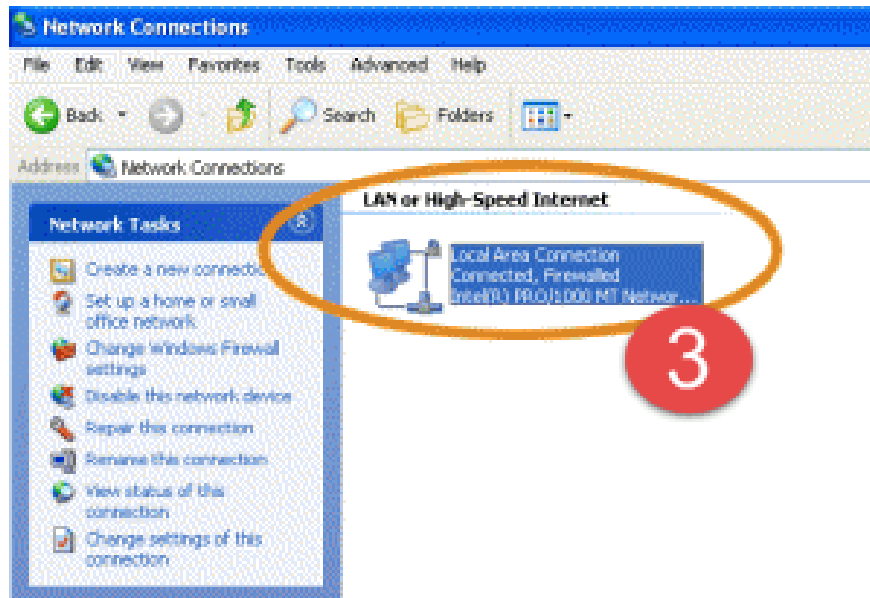 Network Connections
File Edit View Favorites Tools Advanced Help
Back Search Folders
Address Network Connections
LAN or High-Speed Internet
Network Tasks
Local Area Connection
Connected, Firewalled
Intel(R) PRO/1000 MT Networ...
3
Create a new connectio
Set up a home or small
office network
Change Windows Firewall
settings
Disable this network device
Repair this connection
Rename this connection
View status of this
connection
Change settings of this
connection